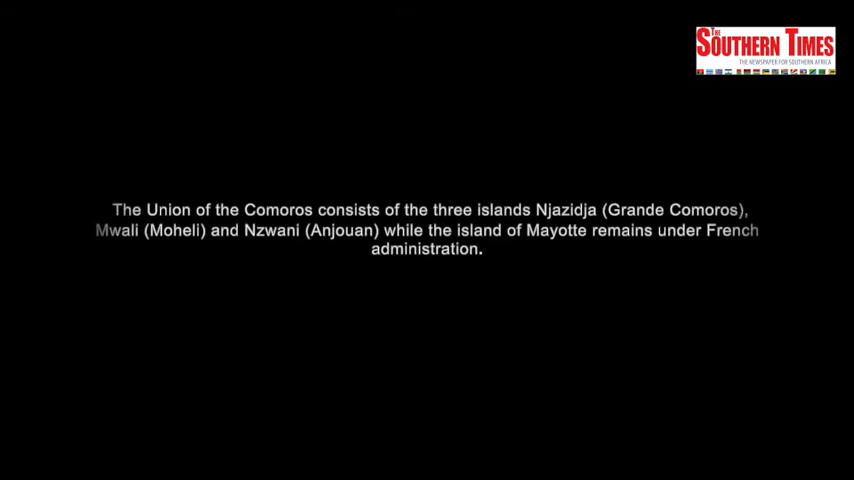 THE
SOUTHERN TIMES
THE NEWSPAPER FOR SOUTHERN AFRICA
The Union of the Comoros consists of the three islands Njazidja (Grande Comoros),
Mwali (Moheli) and Nzwani (Anjouan) while the island of Mayotte remains under French
administration.